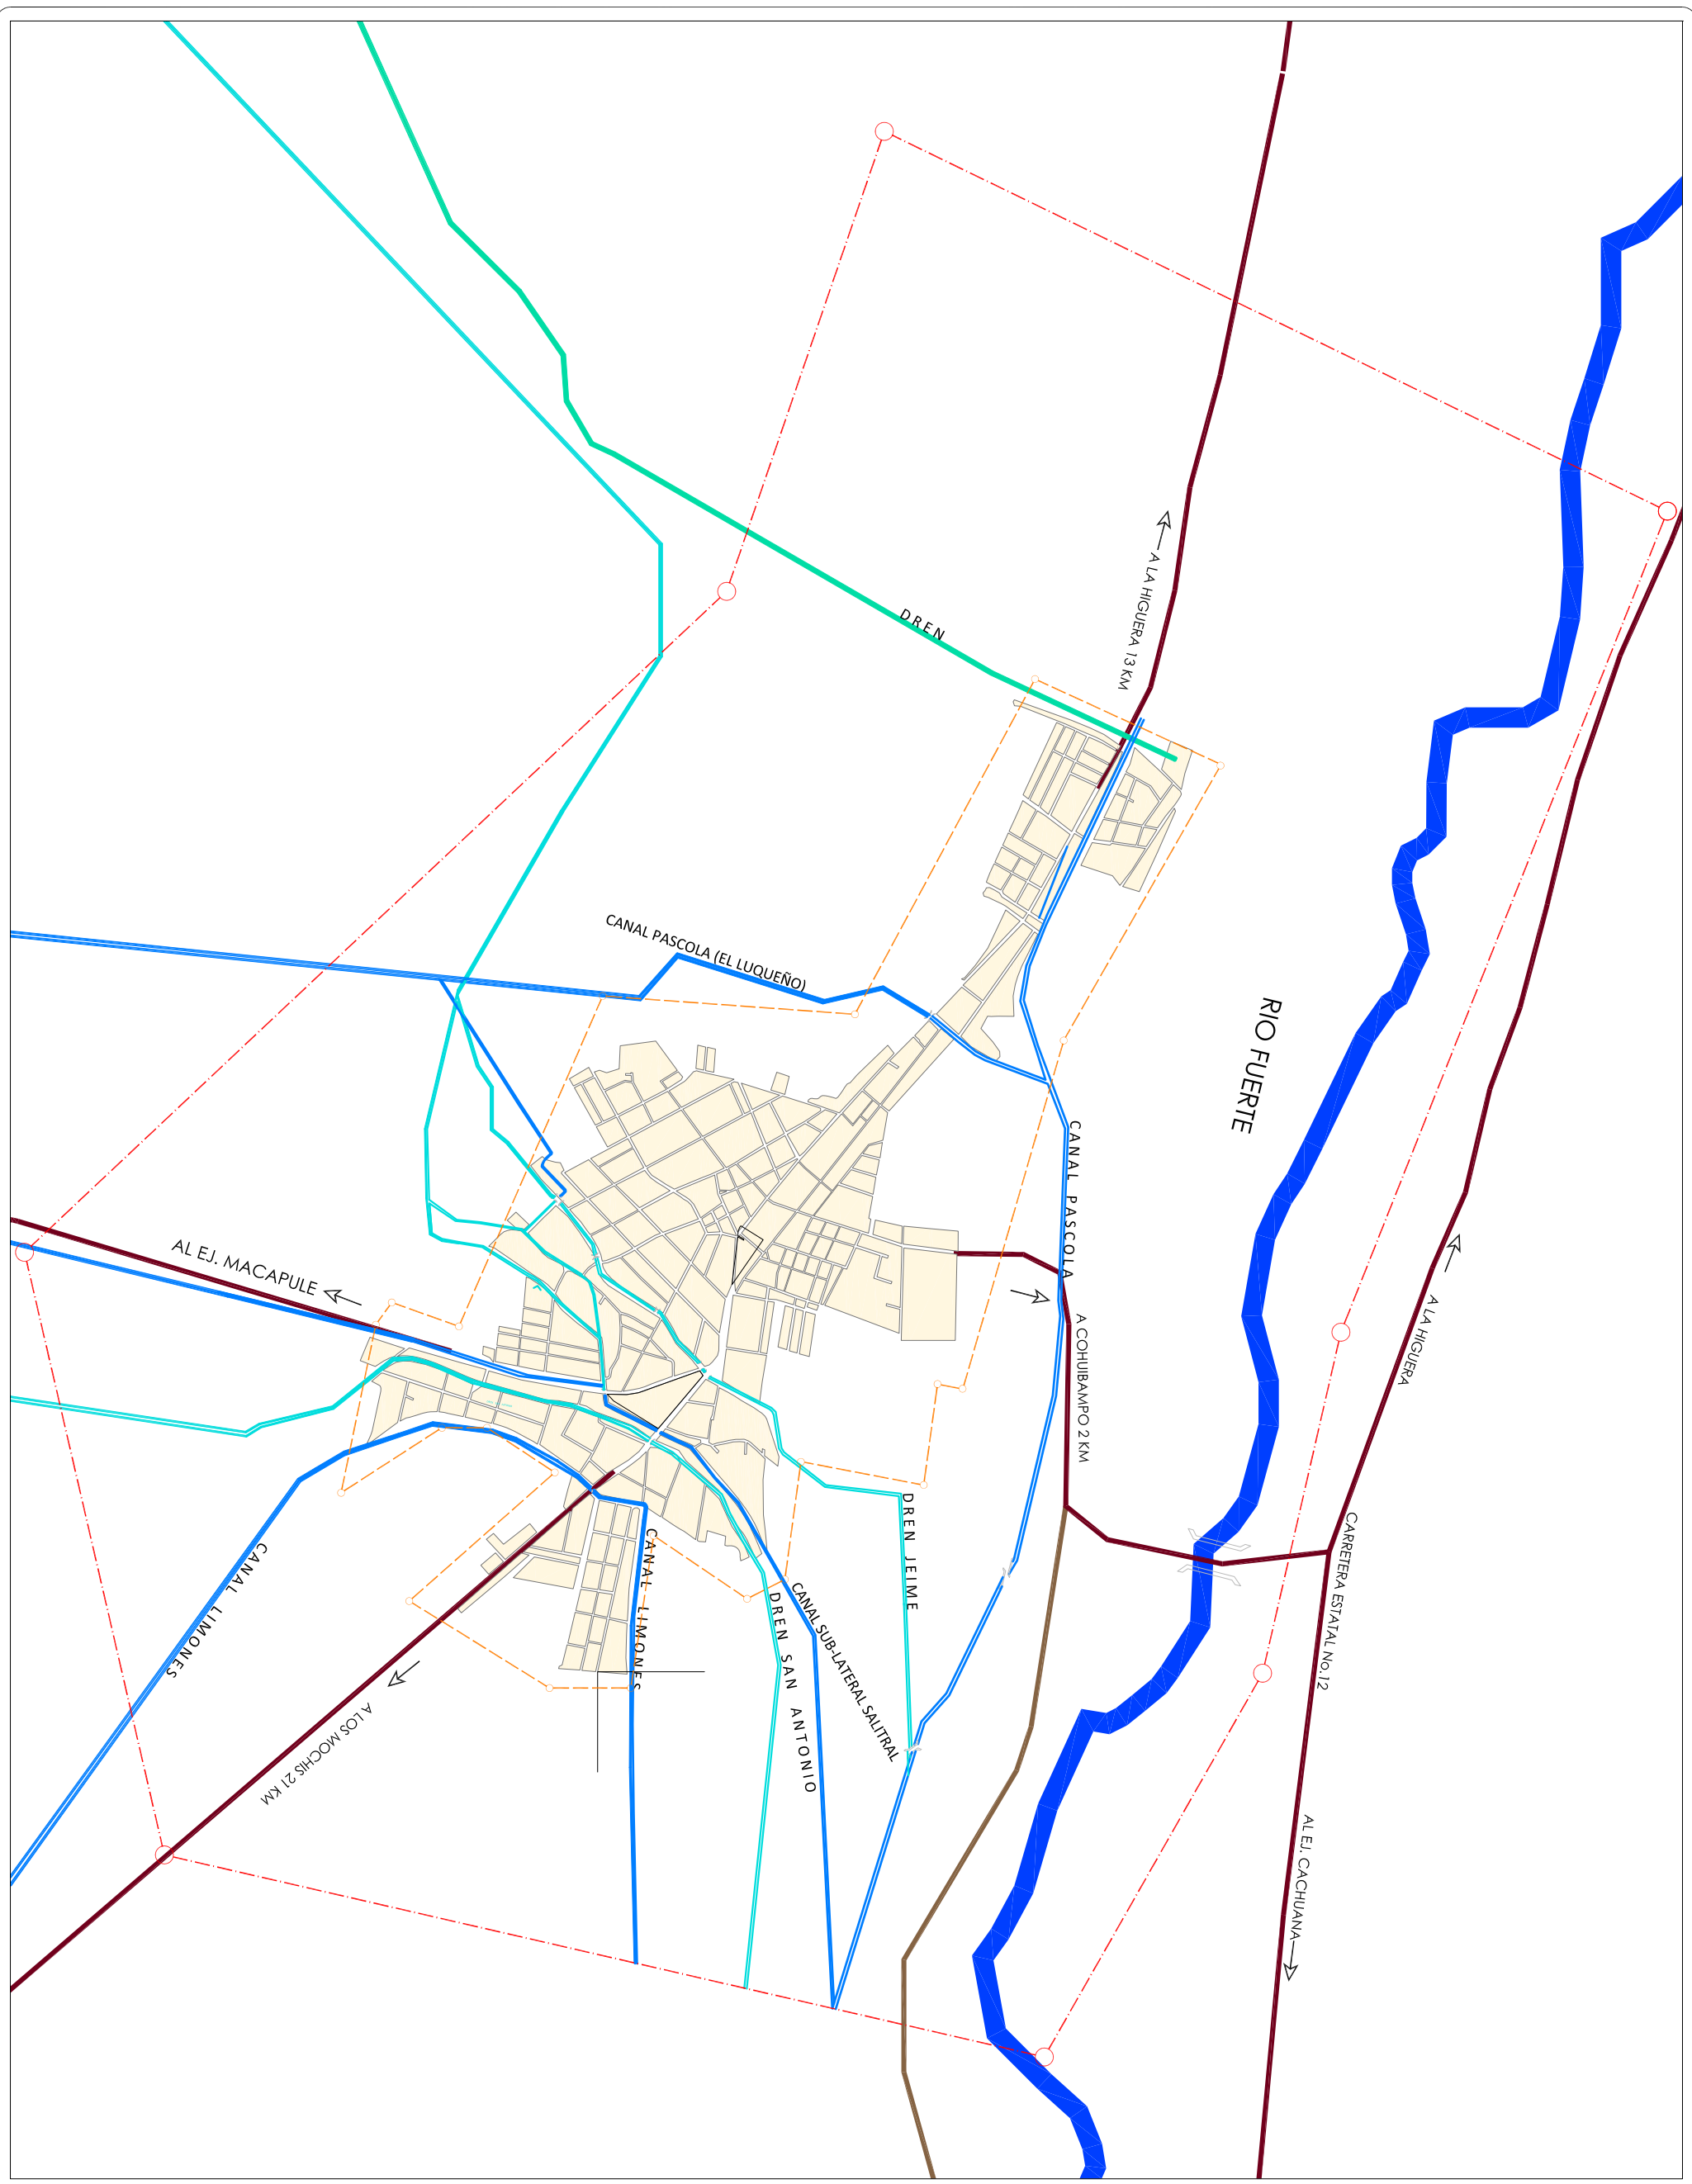 DREN
A LA HIGUERA 13 KM
CANAL PASCOLA (EL LUQUEÑO)
RIO FUERTE
CANAL PASCOLA
AL EJ. MACAPULE
A LA HIGUERA
A COHUIBAMPO 2 KM
DREN JEIME
CARRETERA ESTATAL No.12
CANAL LIMONES
CANAL LIMONES
CANAL SUB-LATERAL SALITRAL
DREN SAN ANTONIO
A LOS MOCHIS 21 KM
AL EJ. CACHUANA